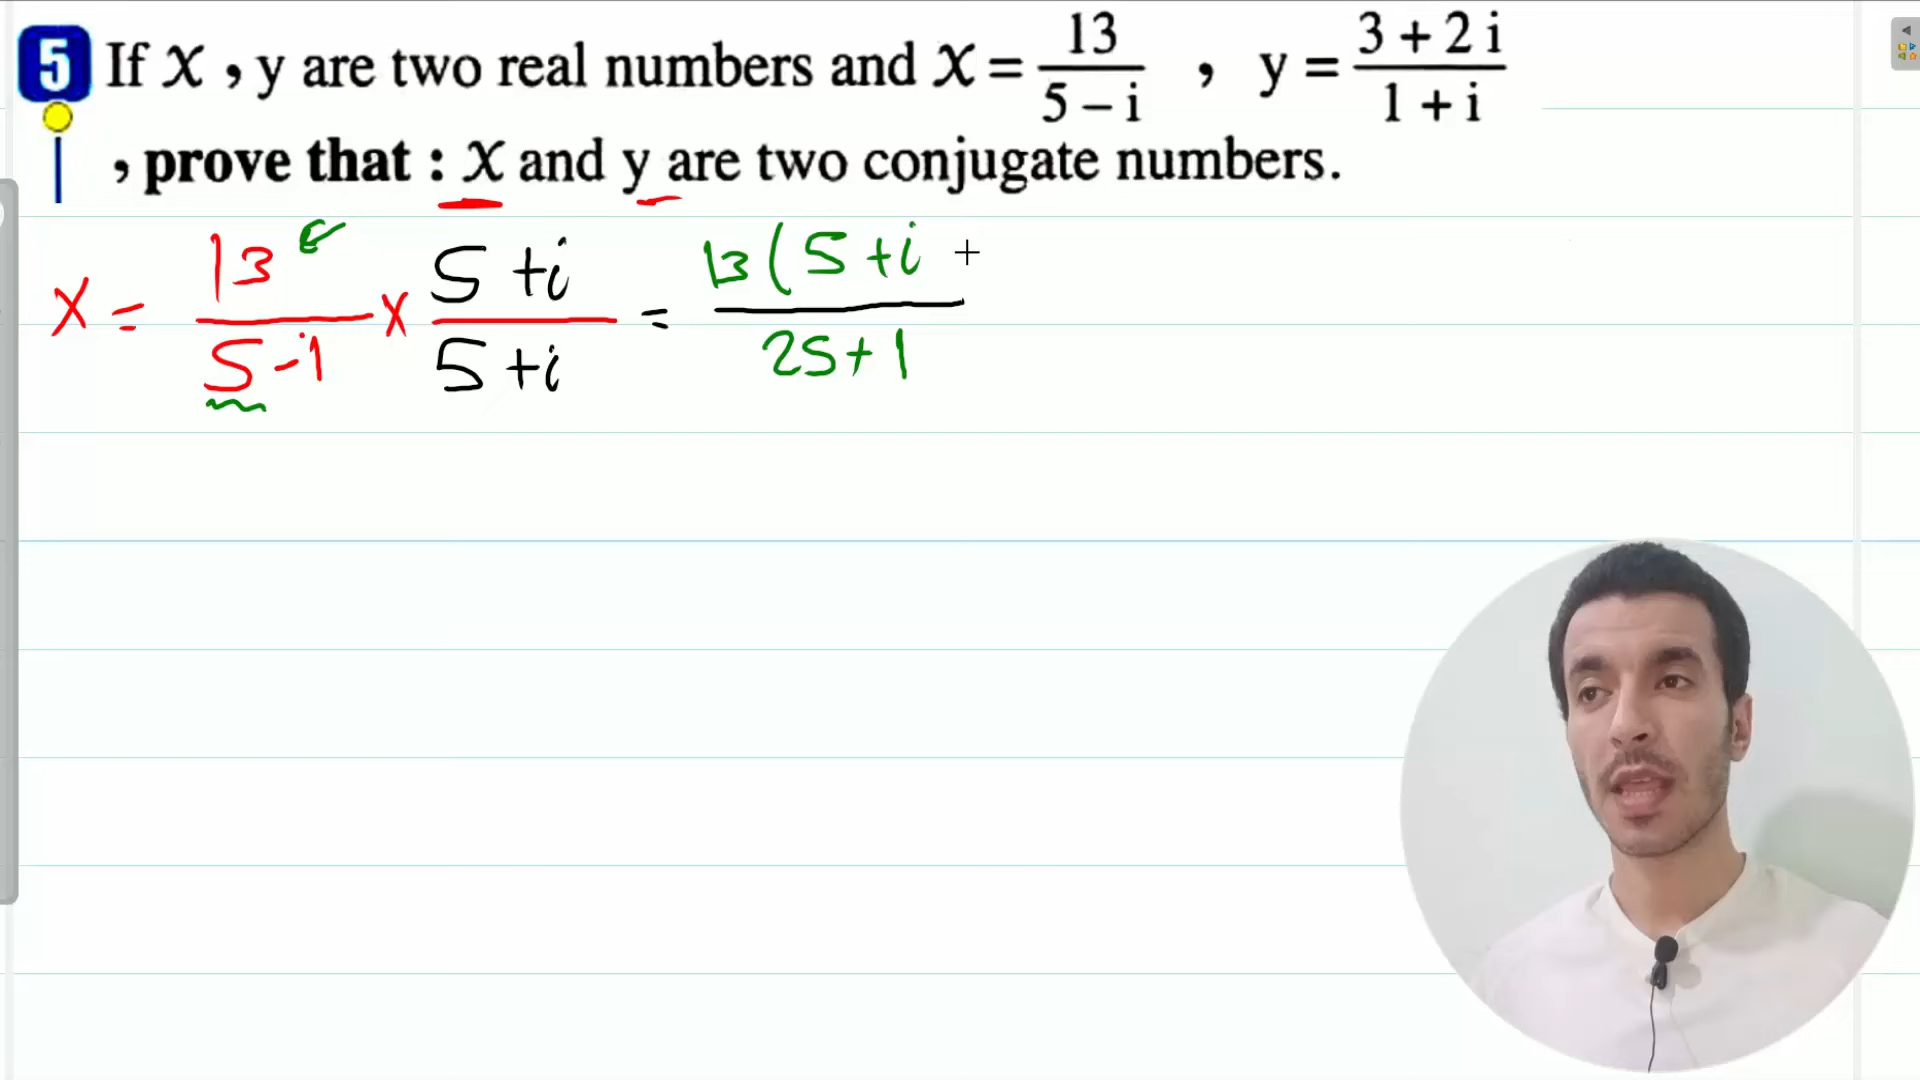 5 If x , y are two real numbers and x = 13 / 5 – i , y = 3 + 2 i / 1 + i
, prove that : x and y are two conjugate numbers.
x = 13 / 5 - i x 5 + i / 5 + i = 13 ( 5 + i / 25 + 1